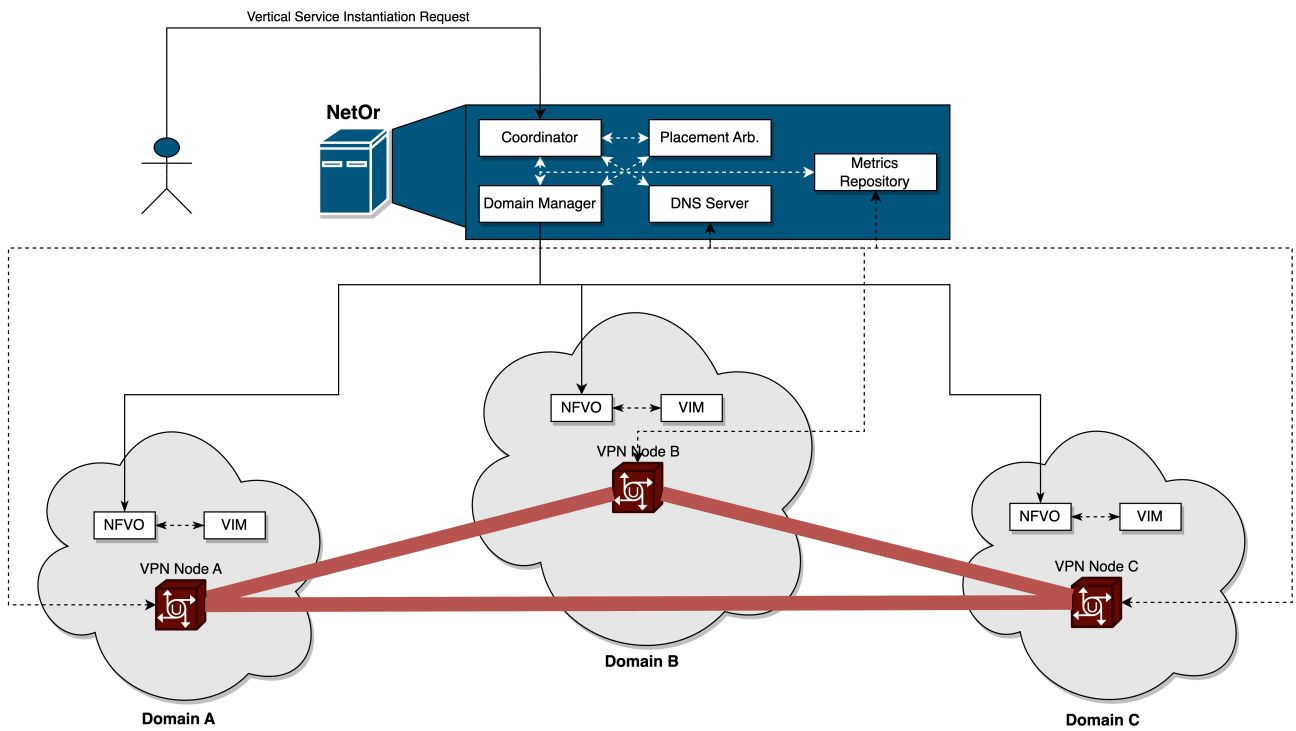 Vertical Service Instantiation Request
NetOr
Coordinator
Placement Arb.
Metrics
Repository
Domain Manager
DNS Server
NFVO
VIM
VPN Node B
NFVO
VIM
VPN Node A
NFVO
VIM
VPN Node C
Domain B
Domain A
Domain C